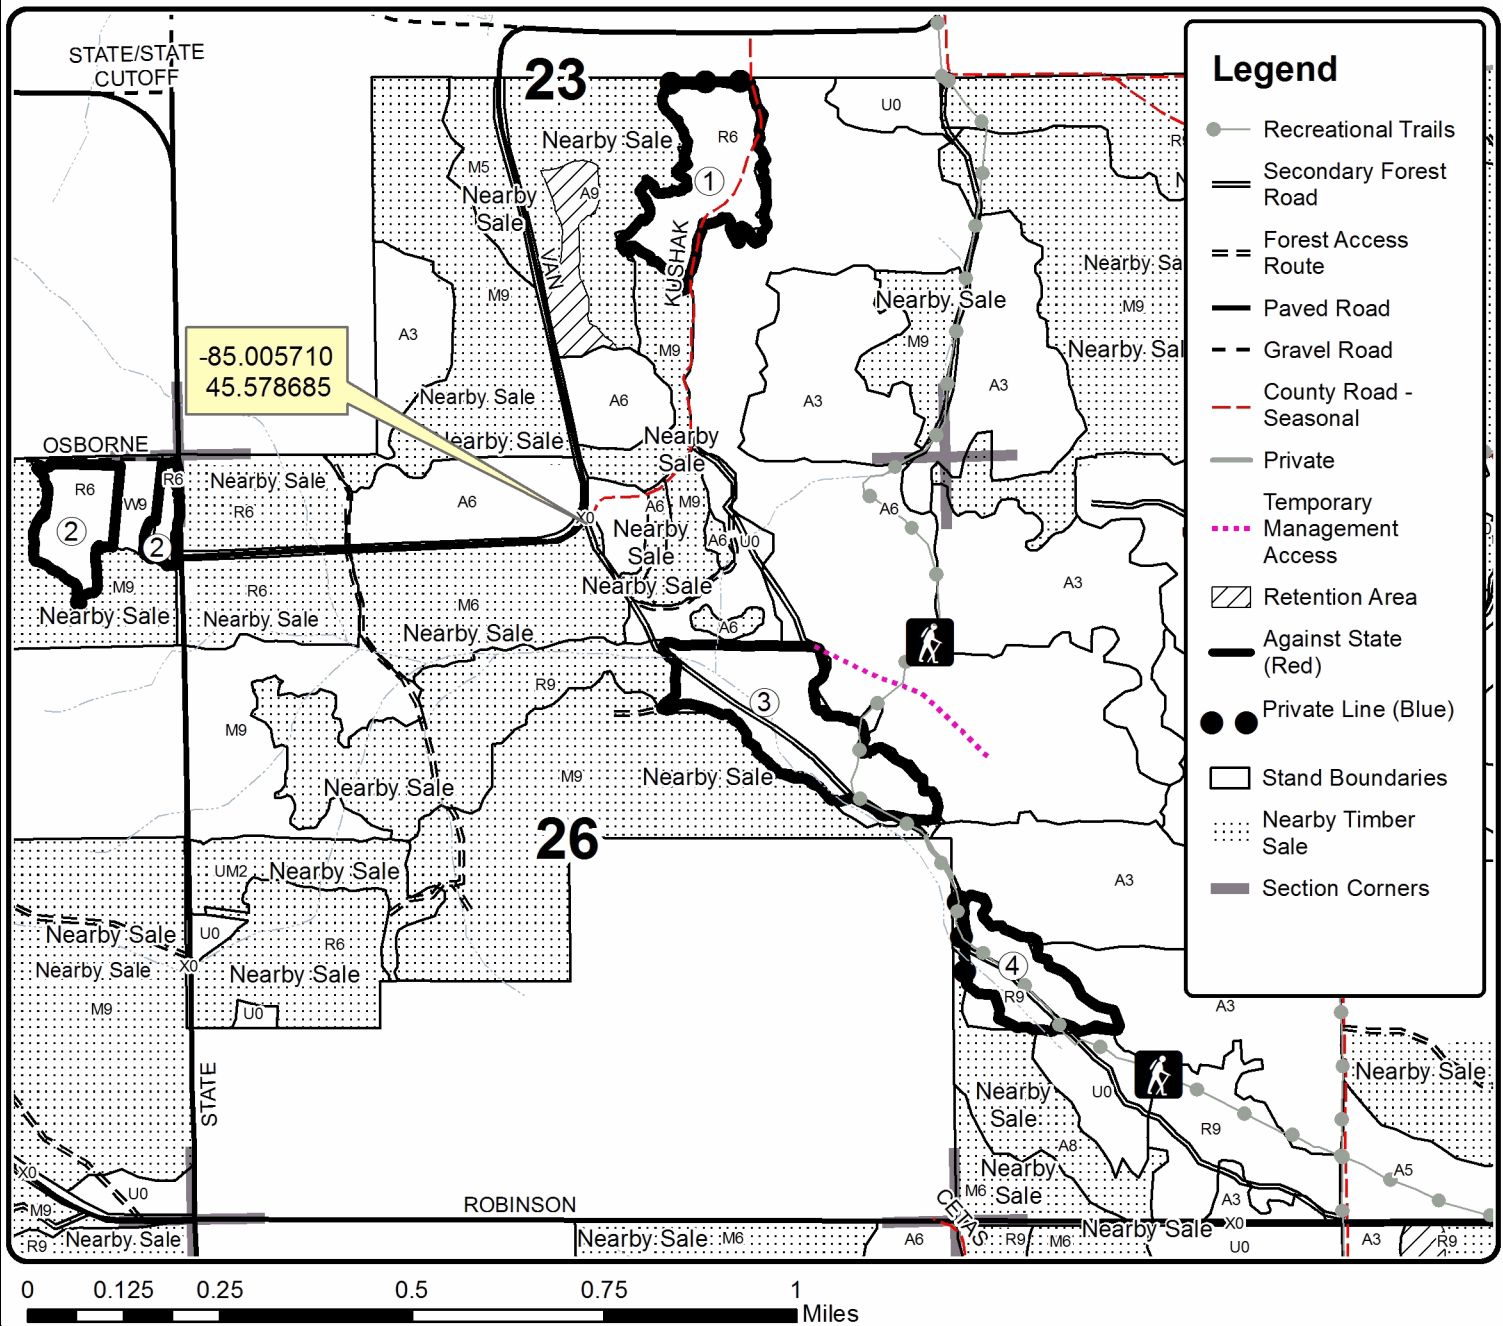 STATE/STATE
CUTOFF
23
Nearby Sale
U0
R6
M5
1
Nearby
Sale
A9
VAN
KUSHAK
M9
A3
Nearby Sale
M9
Nearby Sa
M9
Nearby Sal
-85.005710
45.578685
M9
A3
A6
A3
Nearby Sale
Nearby Sale
Nearby
Sale
OSBORNE
R6
W9
R6
Nearby Sale
R6
A6
X0
A6
M9
A6
2
2
Nearby
Sale
A6
U0
M9
R6
Nearby Sale
A3
Nearby Sale
Nearby Sale
M6
Nearby Sale
A6
R9
3
M9
M9
Nearby Sale
Nearby Sale
26
UM2
Nearby Sale
A3
U0
Nearby Sale
R6
X0
Nearby Sale
Nearby Sale
4
R9
M9
U0
A3
STATE
Nearby
Sale
U0
Nearby Sale
R9
A8
X0
U0
Nearby
Sale
M6
A3
A5
M9
ROBINSON
CETAS
X0
R9
Nearby Sale
Nearby Sale
M6
A6
R9
M6
Nearby Sale
U0
A3
R9
Legend
Recreational Trails
Secondary Forest
Road
Forest Access
Route
Paved Road
Gravel Road
County Road -
Seasonal
Private
Temporary
Management
Access
Retention Area
Against State
(Red)
Private Line (Blue)
Stand Boundaries
Nearby Timber
Sale
Section Corners
0
0.125
0.25
0.5
0.75
1
Miles